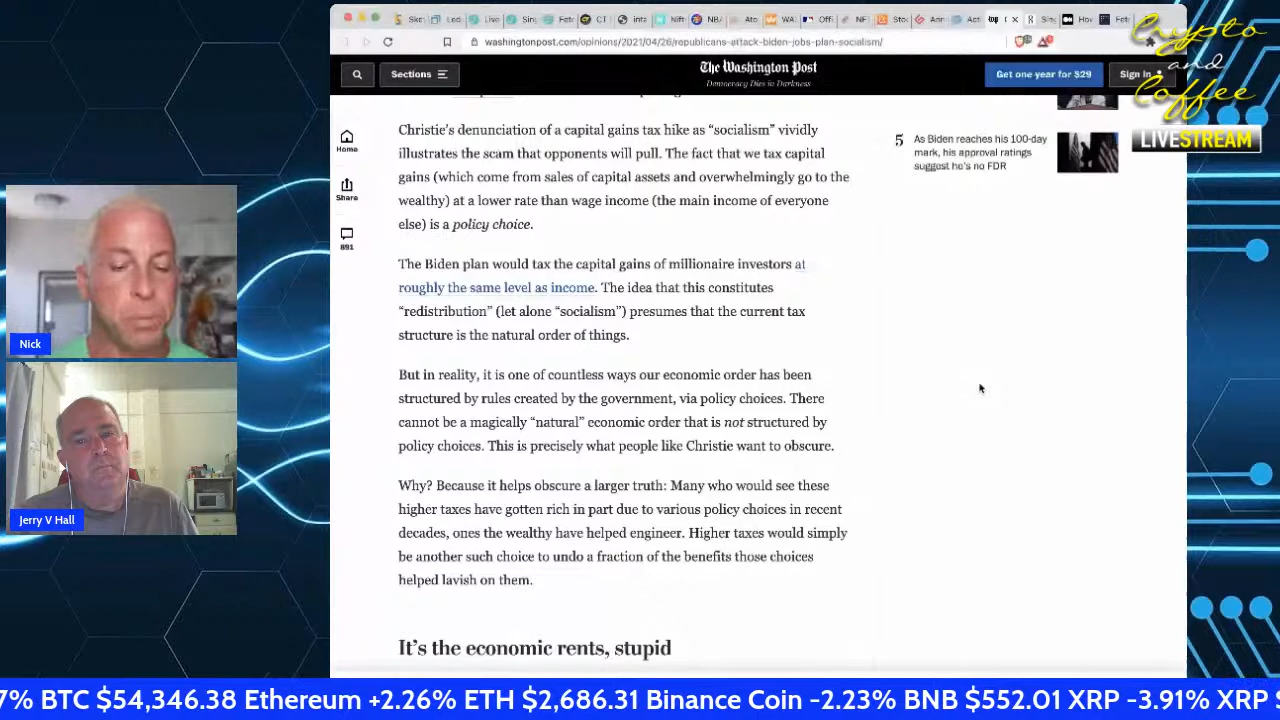 washingtonpost.com/opinions/2021/04/26/republicans-attack-biden-jobs-plan-socialism/
Sections
The Washington Post
Democracy Dies in Darkness
Get one year for $29
Sign in
Crypto
and
Coffee
LIVESTREAM
Home
Share
891
Christie's denunciation of a capital gains tax hike as “socialism” vividly
illustrates the scam that opponents will pull. The fact that we tax capital
gains (which come from sales of capital assets and overwhelmingly go to the
wealthy) at a lower rate than wage income (the main income of everyone
else) is a policy choice.
The Biden plan would tax the capital gains of millionaire investors at
roughly the same level as income. The idea that this constitutes
“redistribution” (let alone “socialism”) presumes that the current tax
structure is the natural order of things.
But in reality, it is one of countless ways our economic order has been
structured by rules created by the government, via policy choices. There
cannot be a magically “natural” economic order that is not structured by
policy choices. This is precisely what people like Christie want to obscure.
Why? Because it helps obscure a larger truth: Many who would see these
higher taxes have gotten rich in part due to various policy choices in recent
decades, ones the wealthy have helped engineer. Higher taxes would simply
be another such choice to undo a fraction of the benefits those choices
helped lavish on them.
It's the economic rents, stupid
5 As Biden reaches his 100-day
mark, his approval ratings
suggest he's no FDR
Nick
Jerry V Hall
7% BTC $54,346.38 Ethereum +2.26% ETH $2,686.31 Binance Coin -2.23% BNB $552.01 XRP -3.91% XRP